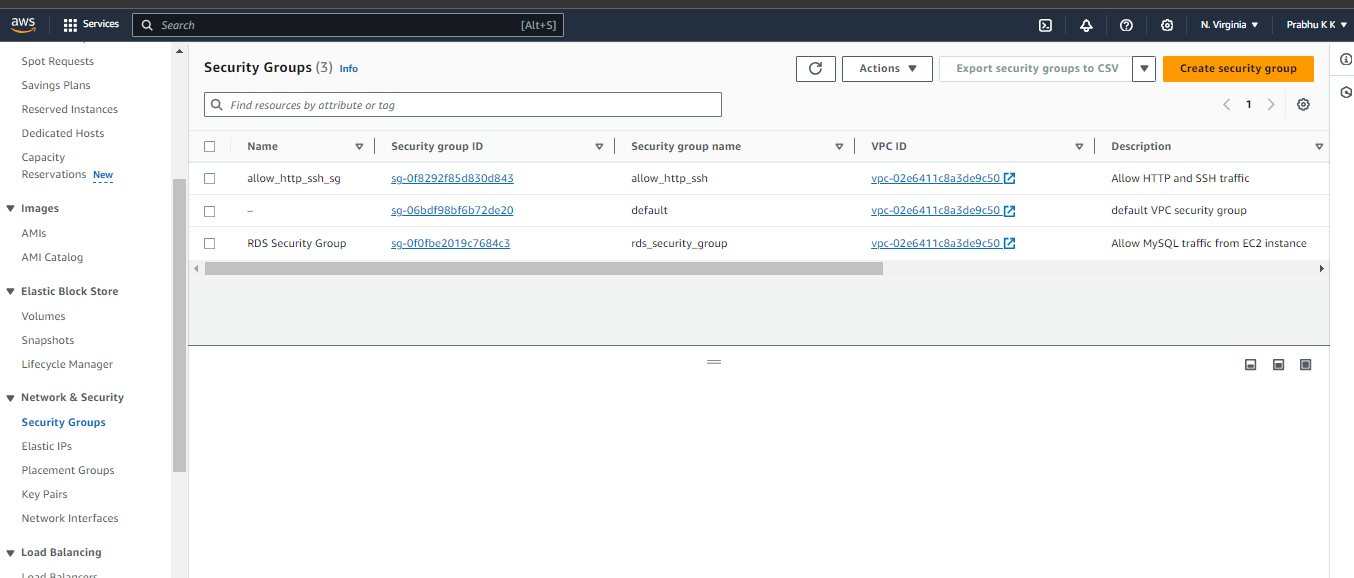 aws
Services
Search
[Alt+S]
N. Virginia
Prabhu K K
Spot Requests
Savings Plans
Reserved Instances
Dedicated Hosts
Capacity
Reservations New
Images
AMIs
AMI Catalog
Elastic Block Store
Volumes
Snapshots
Lifecycle Manager
Network & Security
Security Groups
Elastic IPs
Placement Groups
Key Pairs
Network Interfaces
Load Balancing
Load Balancers
Security Groups (3) Info
Actions
Export security groups to CSV
Create security group
Find resources by attribute or tag
1
Name Security group ID Security group name VPC ID Description
allow_http_ssh_sg sg-0f8292f85d830d843 allow_http_ssh vpc-02e6411c8a3de9c50 Allow HTTP and SSH traffic
– sg-06bdf98bf6b72de20 default vpc-02e6411c8a3de9c50 default VPC security group
RDS Security Group sg-0f0fbe2019c7684c3 rds_security_group vpc-02e6411c8a3de9c50 Allow MySQL traffic from EC2 instance